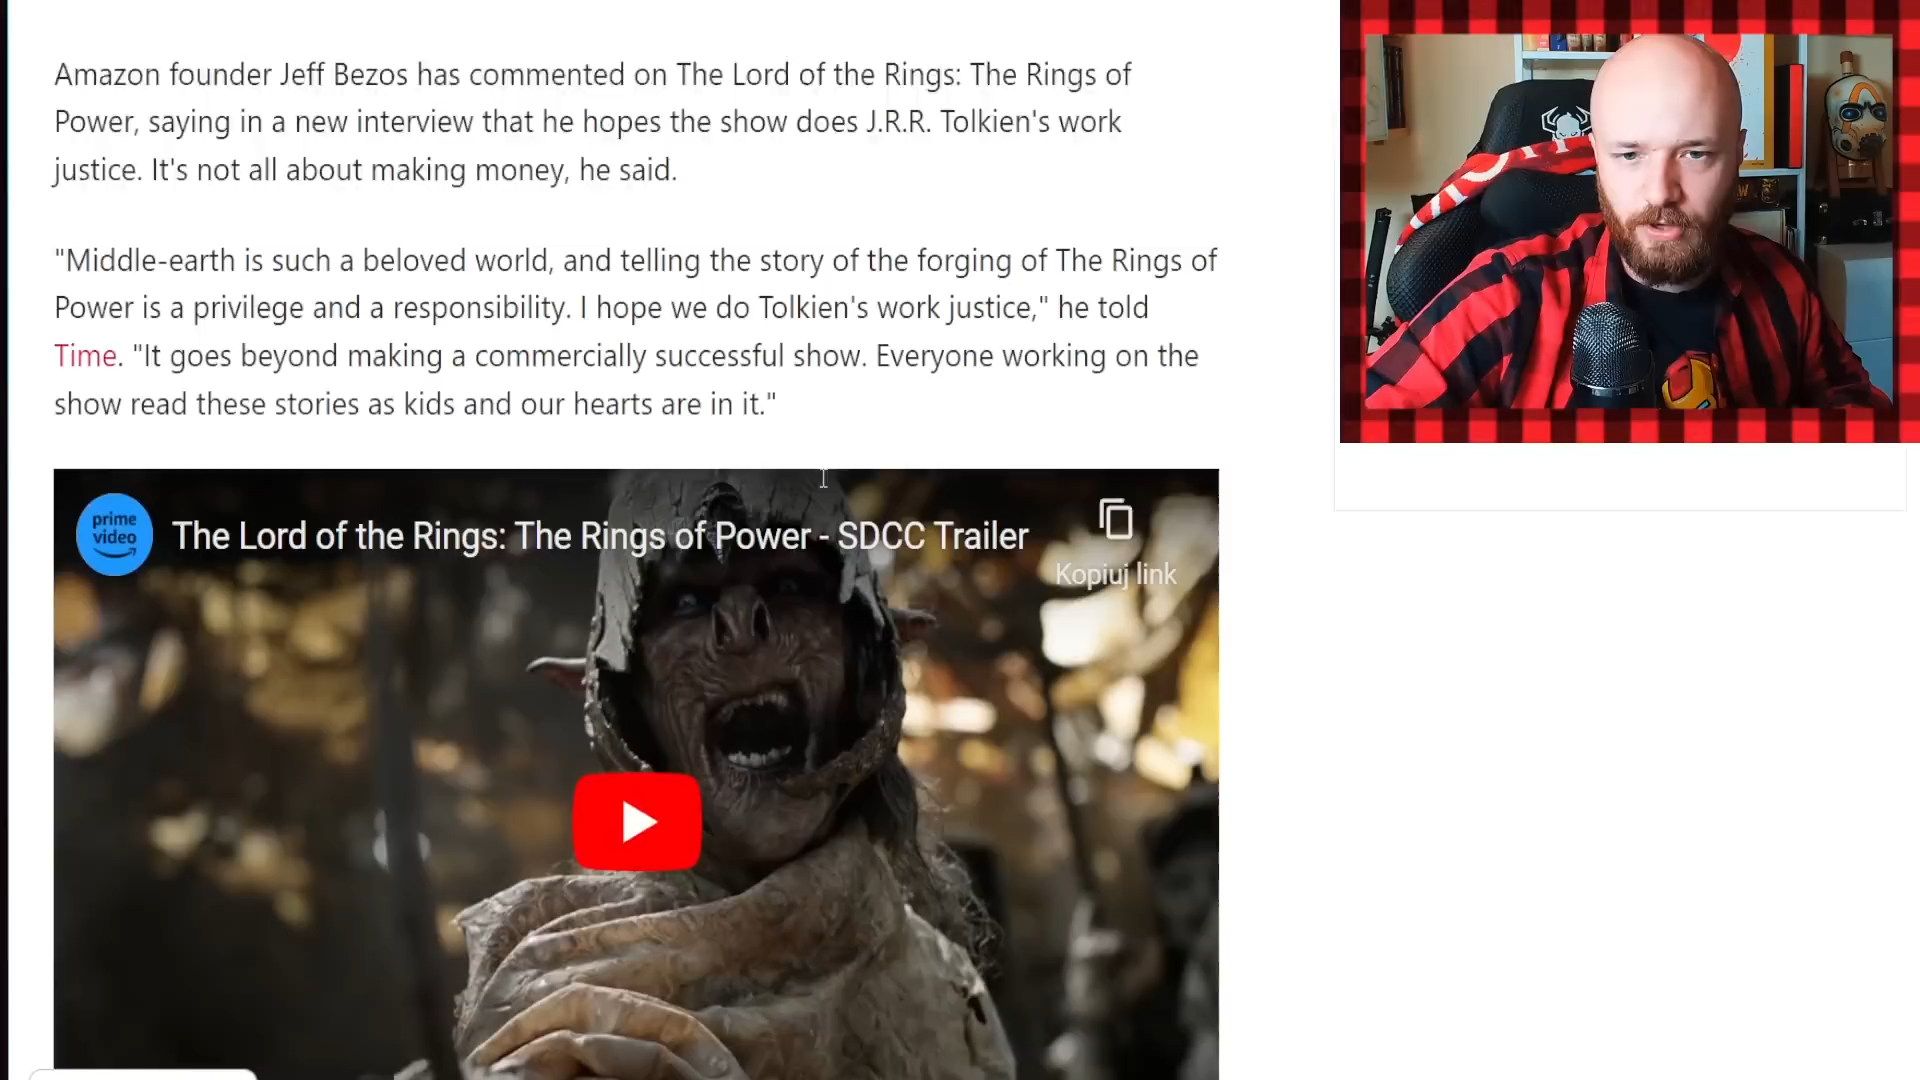 Amazon founder Jeff Bezos has commented on The Lord of the Rings: The Rings of
Power, saying in a new interview that he hopes the show does J.R.R. Tolkien's work
justice. It's not all about making money, he said.
"Middle-earth is such a beloved world, and telling the story of the forging of The Rings of
Power is a privilege and a responsibility. I hope we do Tolkien's work justice," he told
Time. "It goes beyond making a commercially successful show. Everyone working on the
show read these stories as kids and our hearts are in it."
prime
video
The Lord of the Rings: The Rings of Power - SDCC Trailer
Kopiuj link